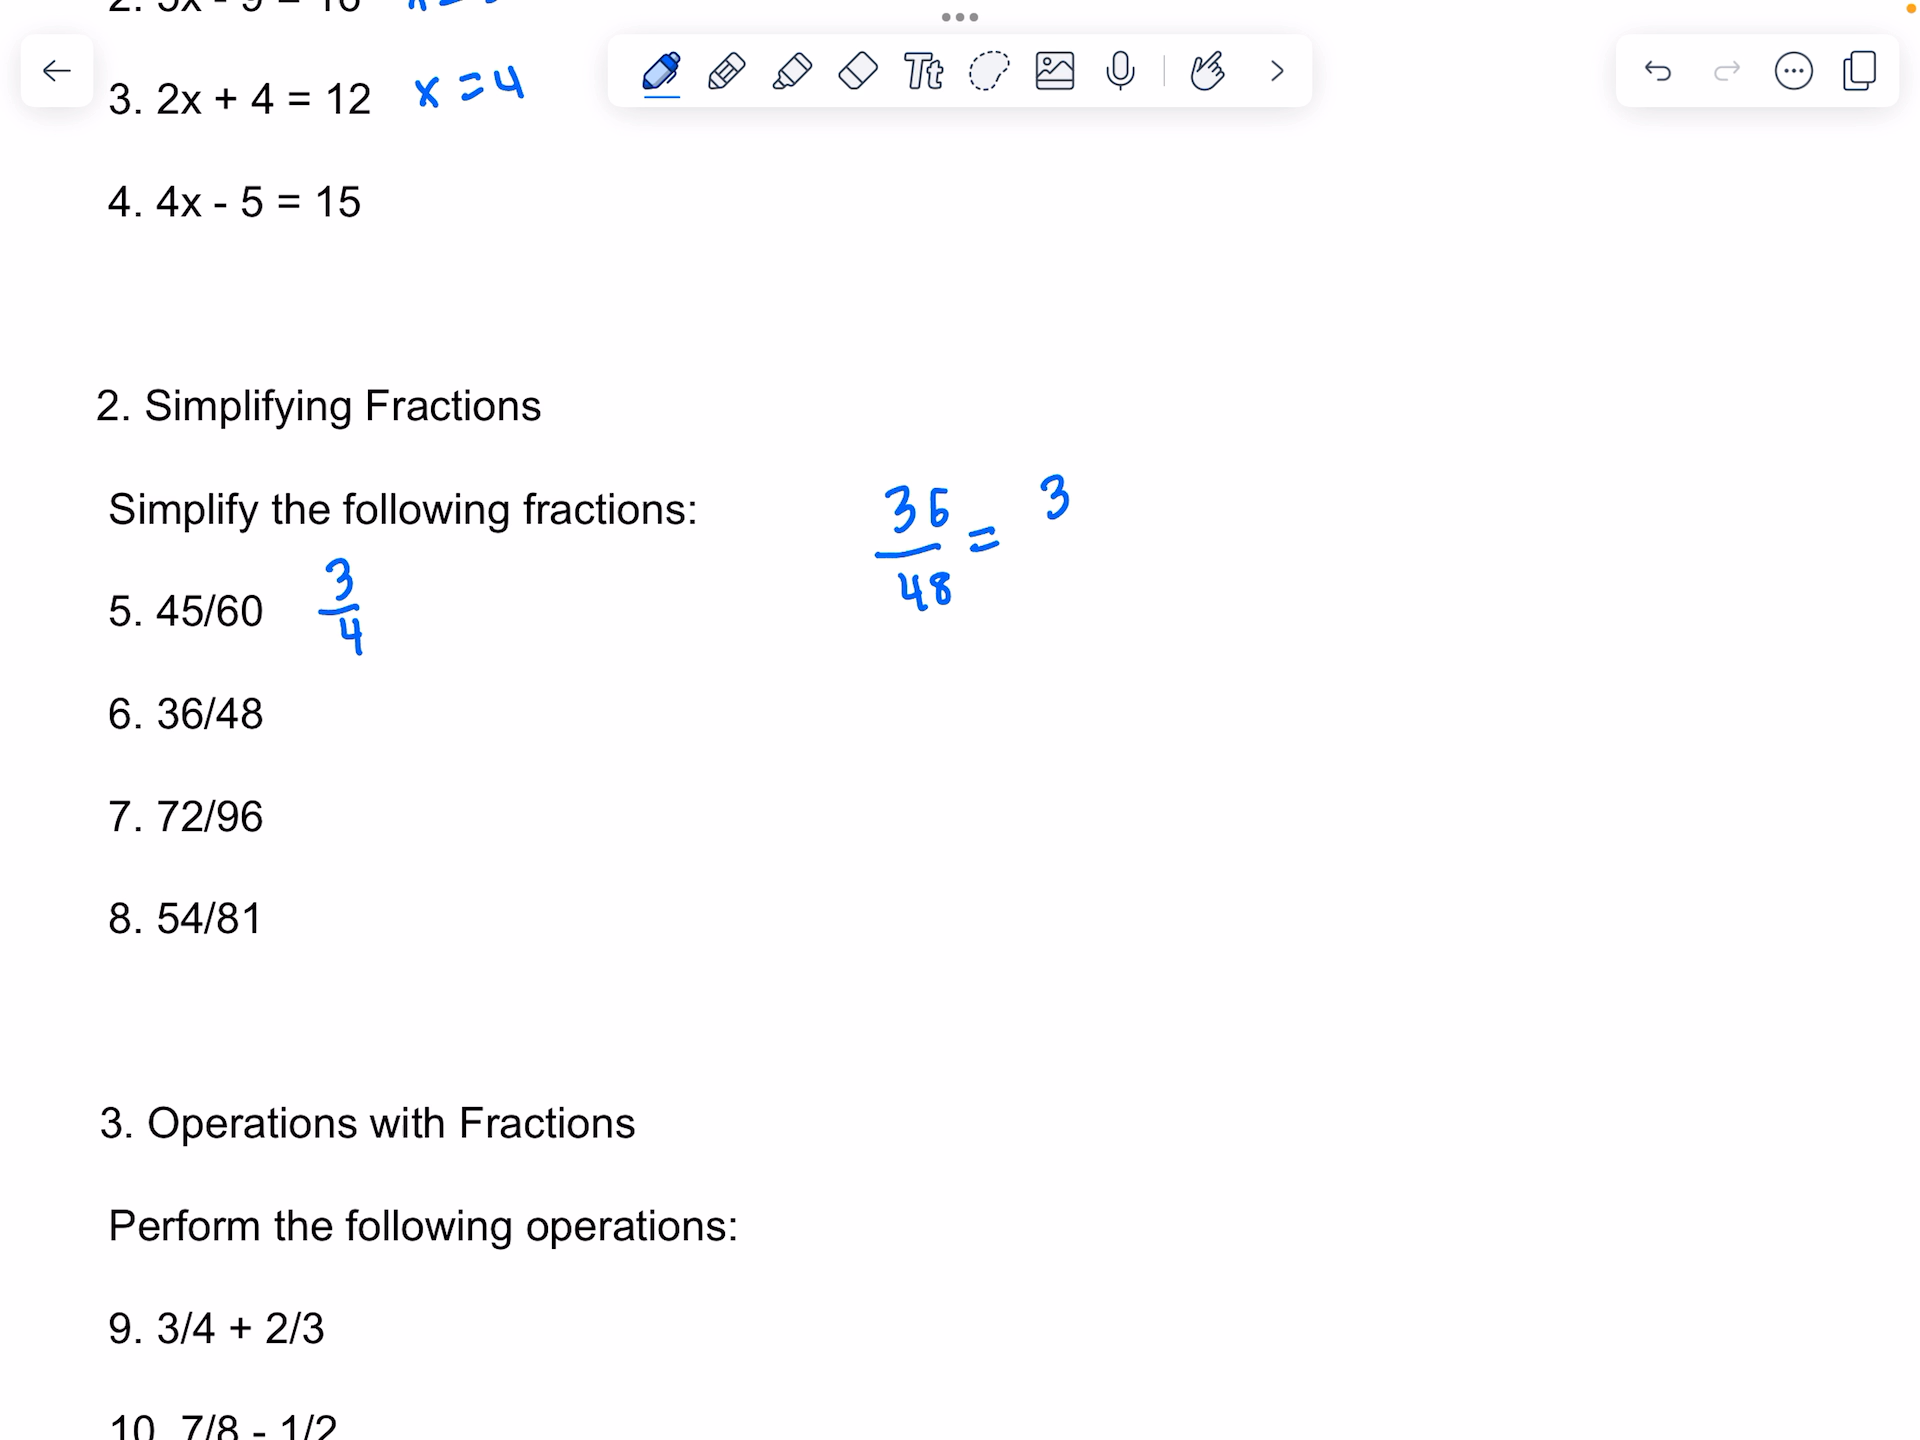 3. 2x + 4 = 12 x = 4
Tt
4. 4x - 5 = 15
2. Simplifying Fractions
Simplify the following fractions:
36/48 = 3
5. 45/60 3/4
6. 36/48
7. 72/96
8. 54/81
3. Operations with Fractions
Perform the following operations:
9. 3/4 + 2/3
10. 7/8 - 1/2